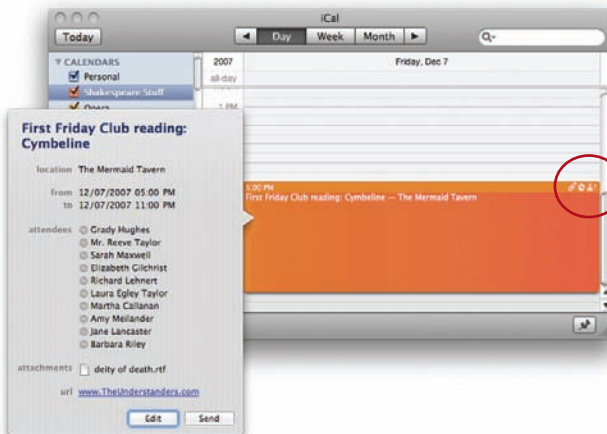 iCal
Today
Day Week Month
CALENDARS
2007 Friday, Dec 7
Personal
all-day
Shakespeare Stuff
1 PM
First Friday Club reading:
Cymbeline
location The Mermaid Tavern
from 12/07/2007 05:00 PM
to 12/07/2007 11:00 PM
attendees Grady Hughes
Mr. Reeve Taylor
Sarah Maxwell
Elizabeth Gilchrist
Richard Lehnert
Laura Egley Taylor
Martha Callanan
Amy Meilander
Jane Lancaster
Barbara Riley
attachments deity of death.rtf
url www.TheUnderstanders.com
Edit Send
5:00 PM
First Friday Club reading: Cymbeline — The Mermaid Tavern